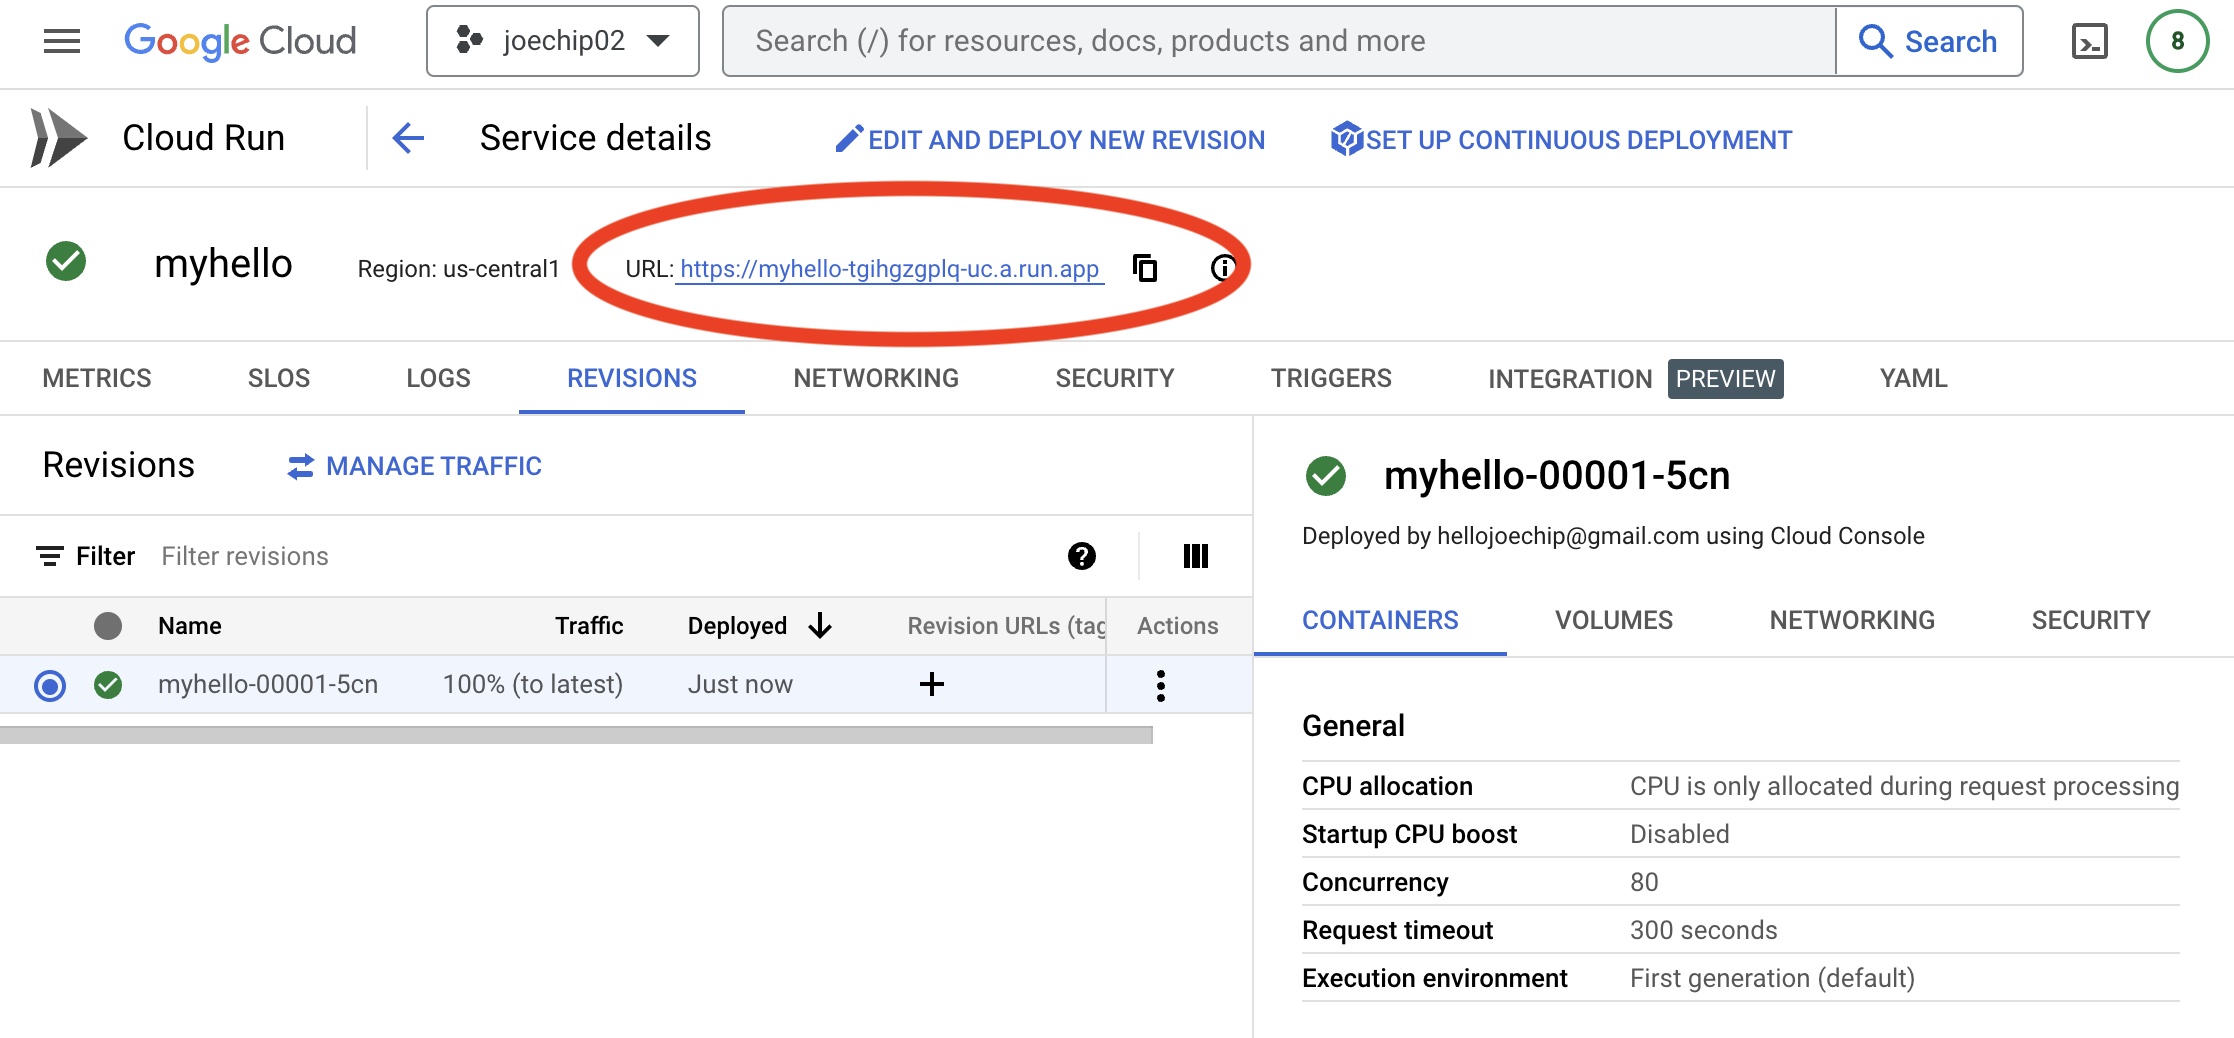 Google Cloud
joechip02
Search (/) for resources, docs, products and more
Search
8
Cloud Run
Service details
EDIT AND DEPLOY NEW REVISION
SET UP CONTINUOUS DEPLOYMENT
myhello
Region: us-central1
URL: https://myhello-tgihgzgplq-uc.a.run.app
METRICS
SLOS
LOGS
REVISIONS
NETWORKING
SECURITY
TRIGGERS
INTEGRATION PREVIEW
YAML
Revisions
MANAGE TRAFFIC
Filter Filter revisions
Name Traffic Deployed Revision URLs (tag Actions
myhello-00001-5cn 100% (to latest) Just now
myhello-00001-5cn
Deployed by hellojoechip@gmail.com using Cloud Console
CONTAINERS
VOLUMES
NETWORKING
SECURITY
General
CPU allocation CPU is only allocated during request processing
Startup CPU boost Disabled
Concurrency 80
Request timeout 300 seconds
Execution environment First generation (default)